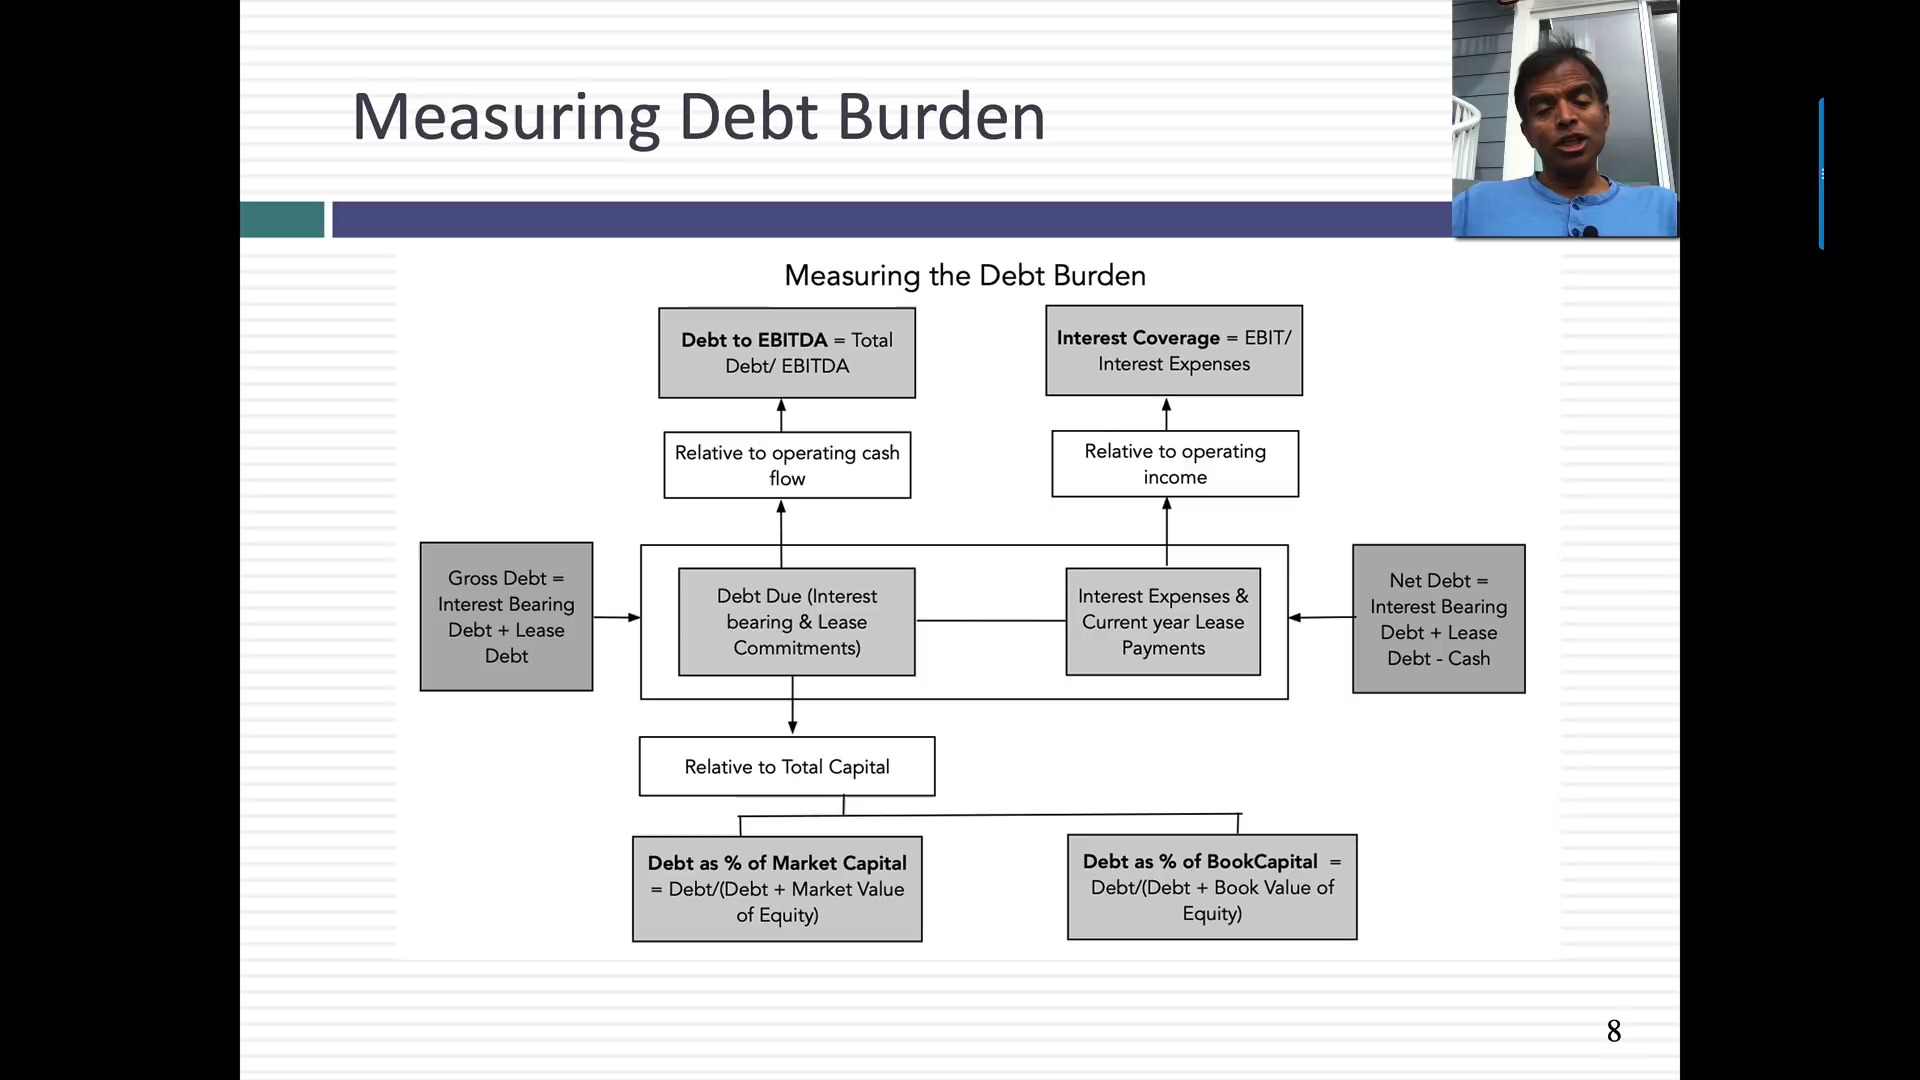 Measuring Debt Burden
Measuring the Debt Burden
Debt to EBITDA = Total
Debt/ EBITDA
Interest Coverage = EBIT/
Interest Expenses
Relative to operating cash
flow
Relative to operating
income
Gross Debt =
Interest Bearing
Debt + Lease
Debt
Debt Due (Interest
bearing & Lease
Commitments)
Interest Expenses &
Current year Lease
Payments
Net Debt =
Interest Bearing
Debt + Lease
Debt - Cash
Relative to Total Capital
Debt as % of Market Capital
= Debt/(Debt + Market Value
of Equity)
Debt as % of BookCapital =
Debt/(Debt + Book Value of
Equity)
8